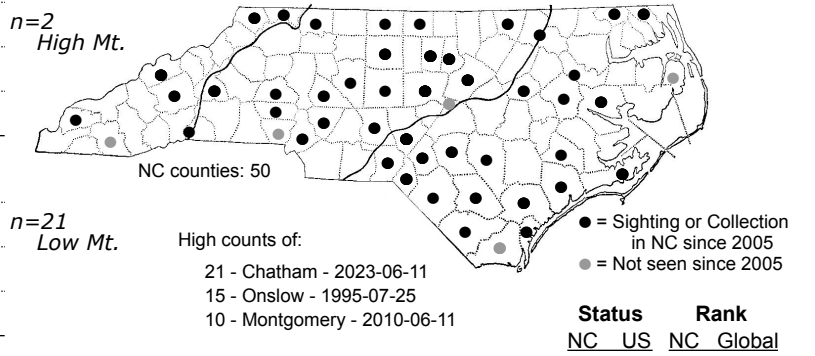 n=2
High Mt.
NC counties: 50
n=21
Low Mt.
High counts of:
21 - Chatham - 2023-06-11
15 - Onslow - 1995-07-25
10 - Montgomery - 2010-06-11
= Sighting or Collection
in NC since 2005
= Not seen since 2005
Status Rank
NC US NC Global